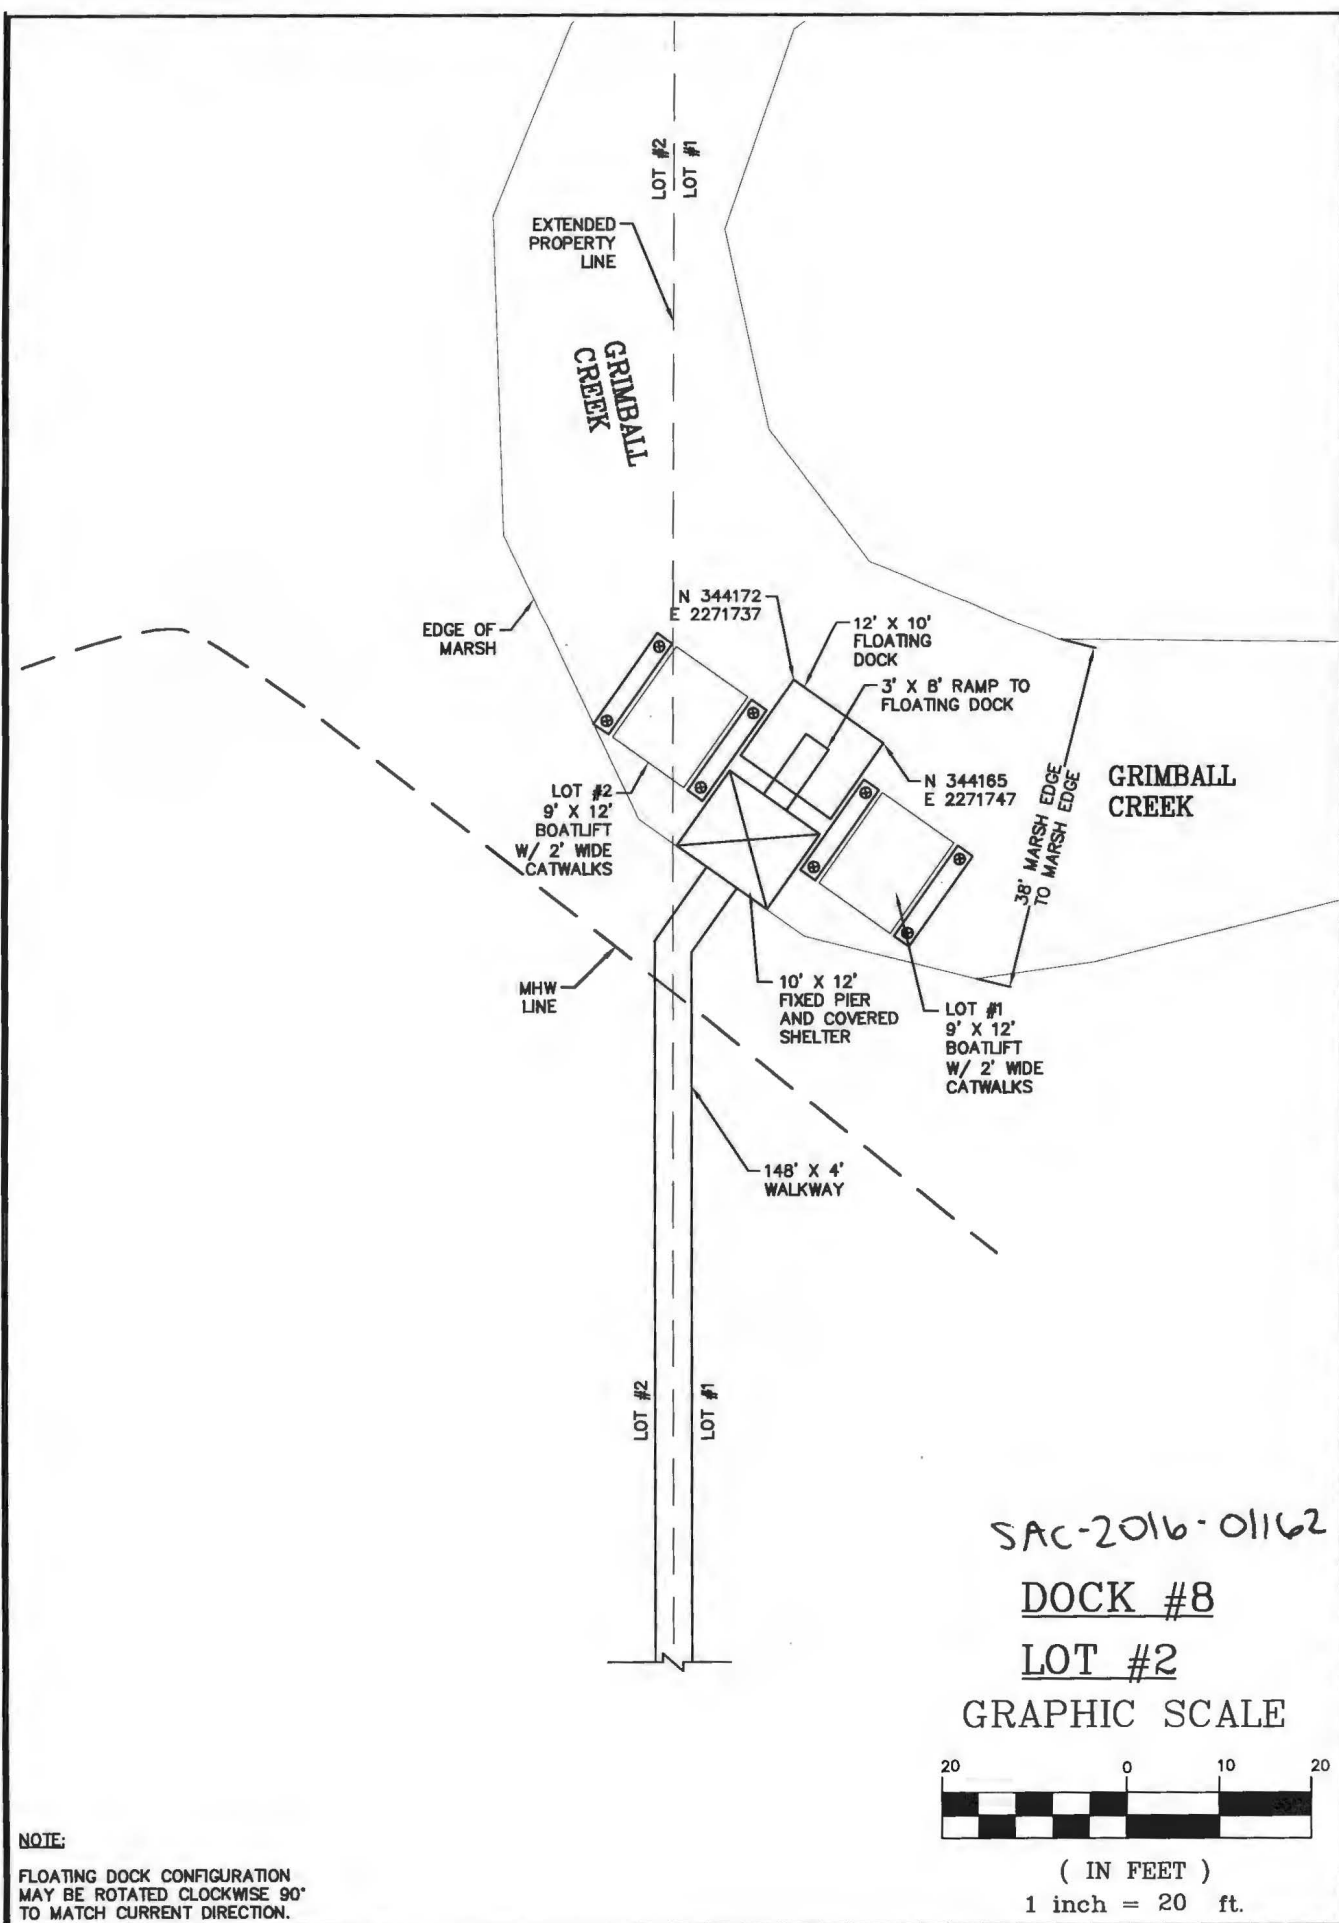 LOT #2
LOT #1
EXTENDED
PROPERTY
LINE
GRIMBALL
CREEK
N 344172
E 2271737
12' X 10'
FLOATING
DOCK
EDGE OF
MARSH
3' X 8' RAMP TO
FLOATING DOCK
N 344165
E 2271747
GRIMBALL
CREEK
38' MARSH EDGE
TO MARSH EDGE
LOT #2
9' X 12'
BOATLIFT
W/ 2' WIDE
CATWALKS
MHW
LINE
10' X 12'
FIXED PIER
AND COVERED
SHELTER
LOT #1
9' X 12'
BOATLIFT
W/ 2' WIDE
CATWALKS
148' X 4'
WALKWAY
LOT #2
LOT #1
SAC-2016-01162
DOCK #8
LOT #2
GRAPHIC SCALE
20 0 10 20
( IN FEET )
1 inch = 20 ft.
NOTE:
FLOATING DOCK CONFIGURATION
MAY BE ROTATED CLOCKWISE 90°
TO MATCH CURRENT DIRECTION.